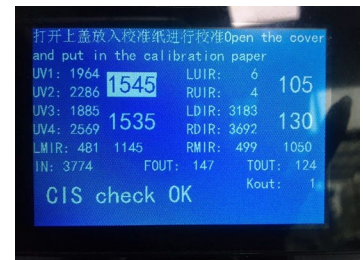 打开上盖放入校准纸进行校准Open the cover
and put in the calibration paper
UV1: 1964 1545 LUIR: 6 105
UV2: 2286 RUIR: 4
UV3: 1885 1535 LDIR: 3183 130
UV4: 2569 RDIR: 3692
LMIR: 481 1145 RMIR: 499 1050
IN: 3774 FOUT: 147 TOUT: 124
CIS check OK Kout: 1